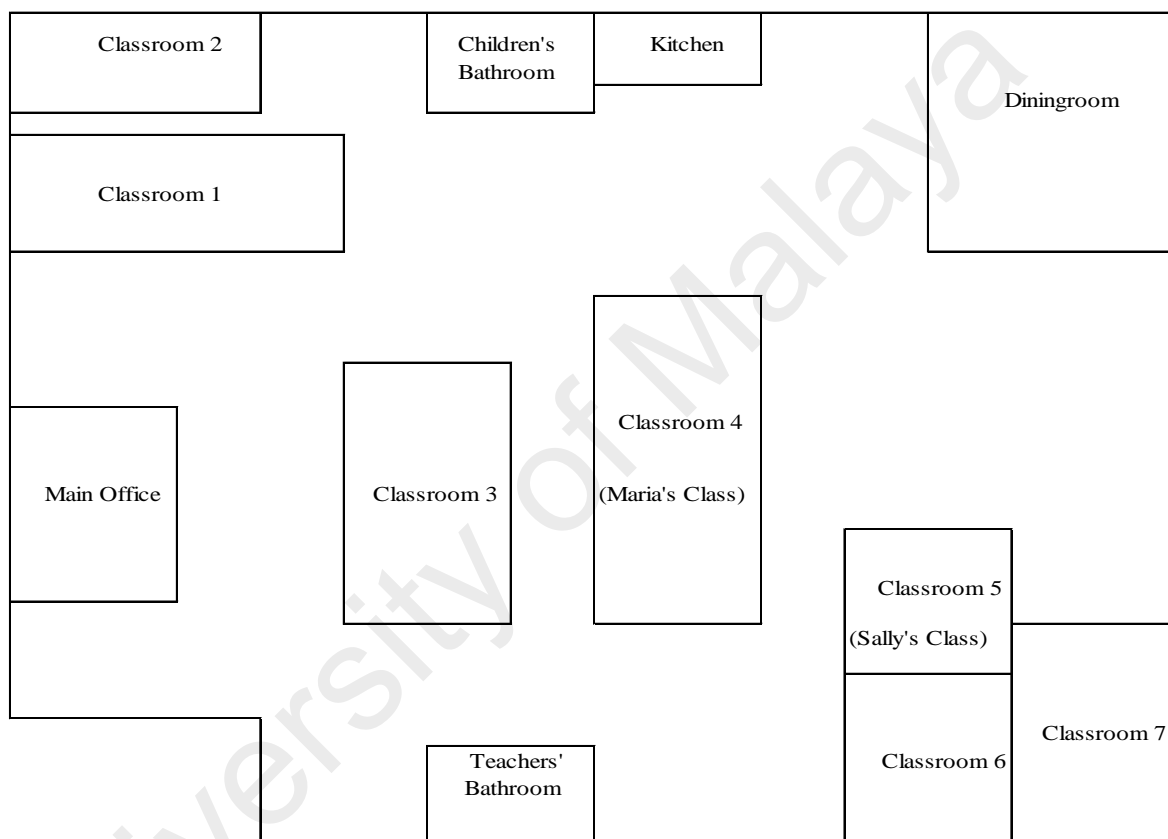 Classroom 2
Children's
Bathroom
Kitchen
Diningroom
Classroom 1
Classroom 4
(Maria's Class)
Main Office
Classroom 3
Classroom 5
(Sally's Class)
Classroom 6
Classroom 7
Teachers'
Bathroom
University of Malaya